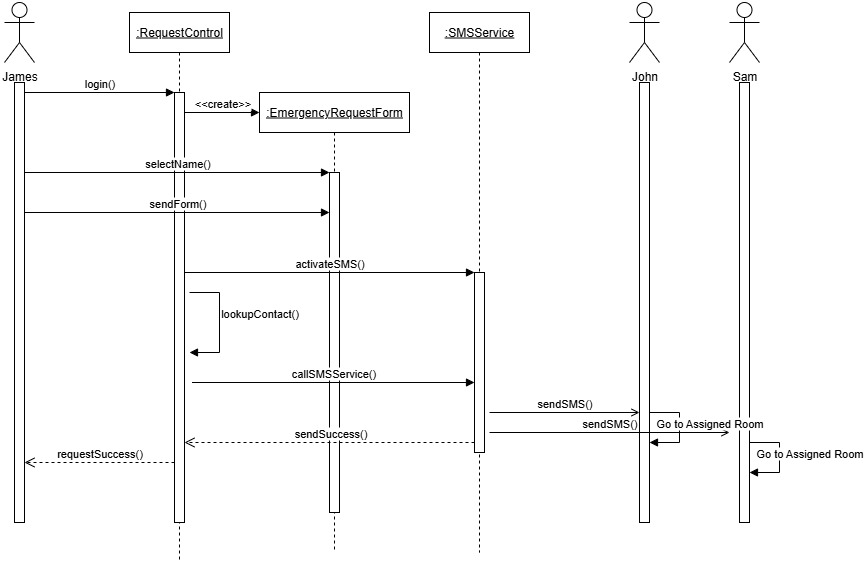 :RequestControl
:SMSService
James
John
Sam
login()
<<create>>
:EmergencyRequestForm
selectName()
sendForm()
activateSMS()
lookupContact()
callSMSService()
sendSMS()
sendSMS()
Go to Assigned Room
sendSuccess()
requestSuccess()
Go to Assigned Room